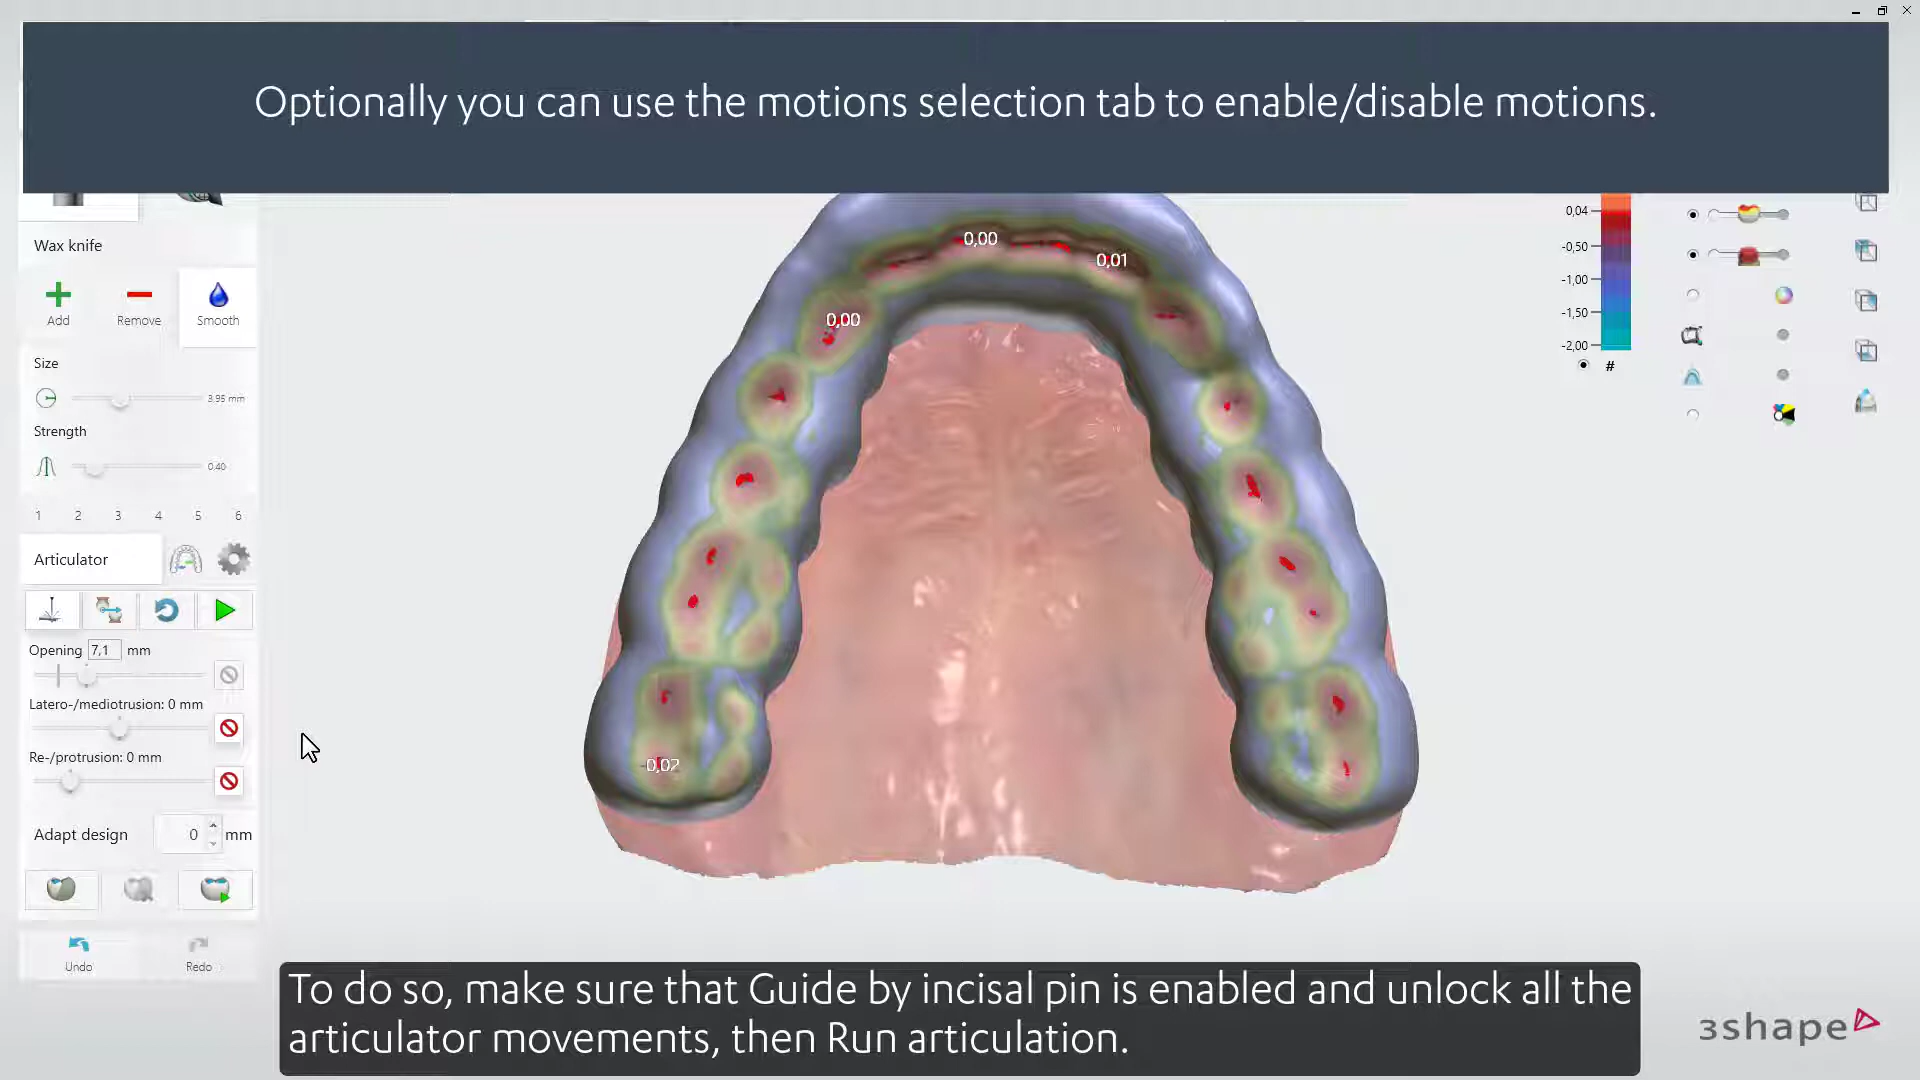 Optionally you can use the motions selection tab to enable/disable motions.
Wax knife
Add
Remove
Smooth
Size
3.95 mm
Strength
0.40
1 2 3 4 5 6
Articulator
Opening 7,1 mm
Latero-/mediotrusion: 0 mm
Re-/protrusion: 0 mm
Adapt design 0 mm
Undo
Redo
0,00
0,01
0,00
0,02
0,04
-0,50
-1,00
-1,50
-2,00
#
To do so, make sure that Guide by incisal pin is enabled and unlock all the
articulator movements, then Run articulation.
3shape